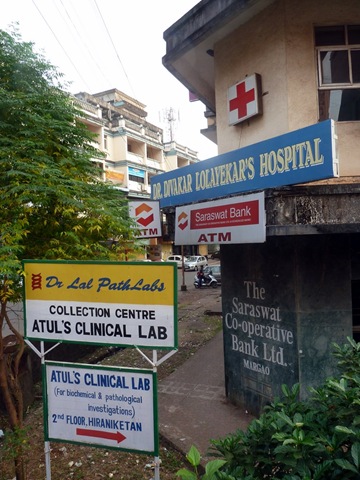 DR. DIVAKAR LOLAYEKAR'S HOSPITAL
Saraswat Bank
ATM
ATM
Dr Lal PathLabs
COLLECTION CENTRE
ATUL'S CLINICAL LAB
The
Saraswat
Co-operative
Bank Ltd.
MARGAO
ATUL'S CLINICAL LAB
(For biochemical & pathological
investigations)
2nd FLOOR, HIRANIKETAN